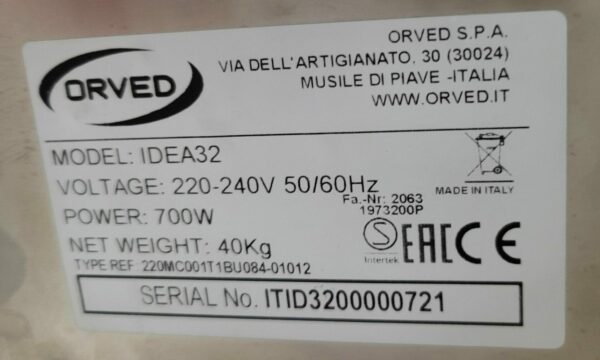 ORVED
ORVED S.P.A.
VIA DELL'ARTIGIANATO, 30 (30024)
MUSILE DI PIAVE -ITALIA
WWW.ORVED.IT
MODEL: IDEA32
VOLTAGE: 220-240V 50/60Hz
POWER: 700W
NET WEIGHT: 40Kg
TYPE REF: 220MC001T1BU084-01012
MADE IN ITALY
Fa.-Nr: 2063
1973200P
S Intertek EAC CE
SERIAL No. ITID3200000721